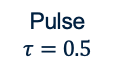 Pulse
τ = 0.5